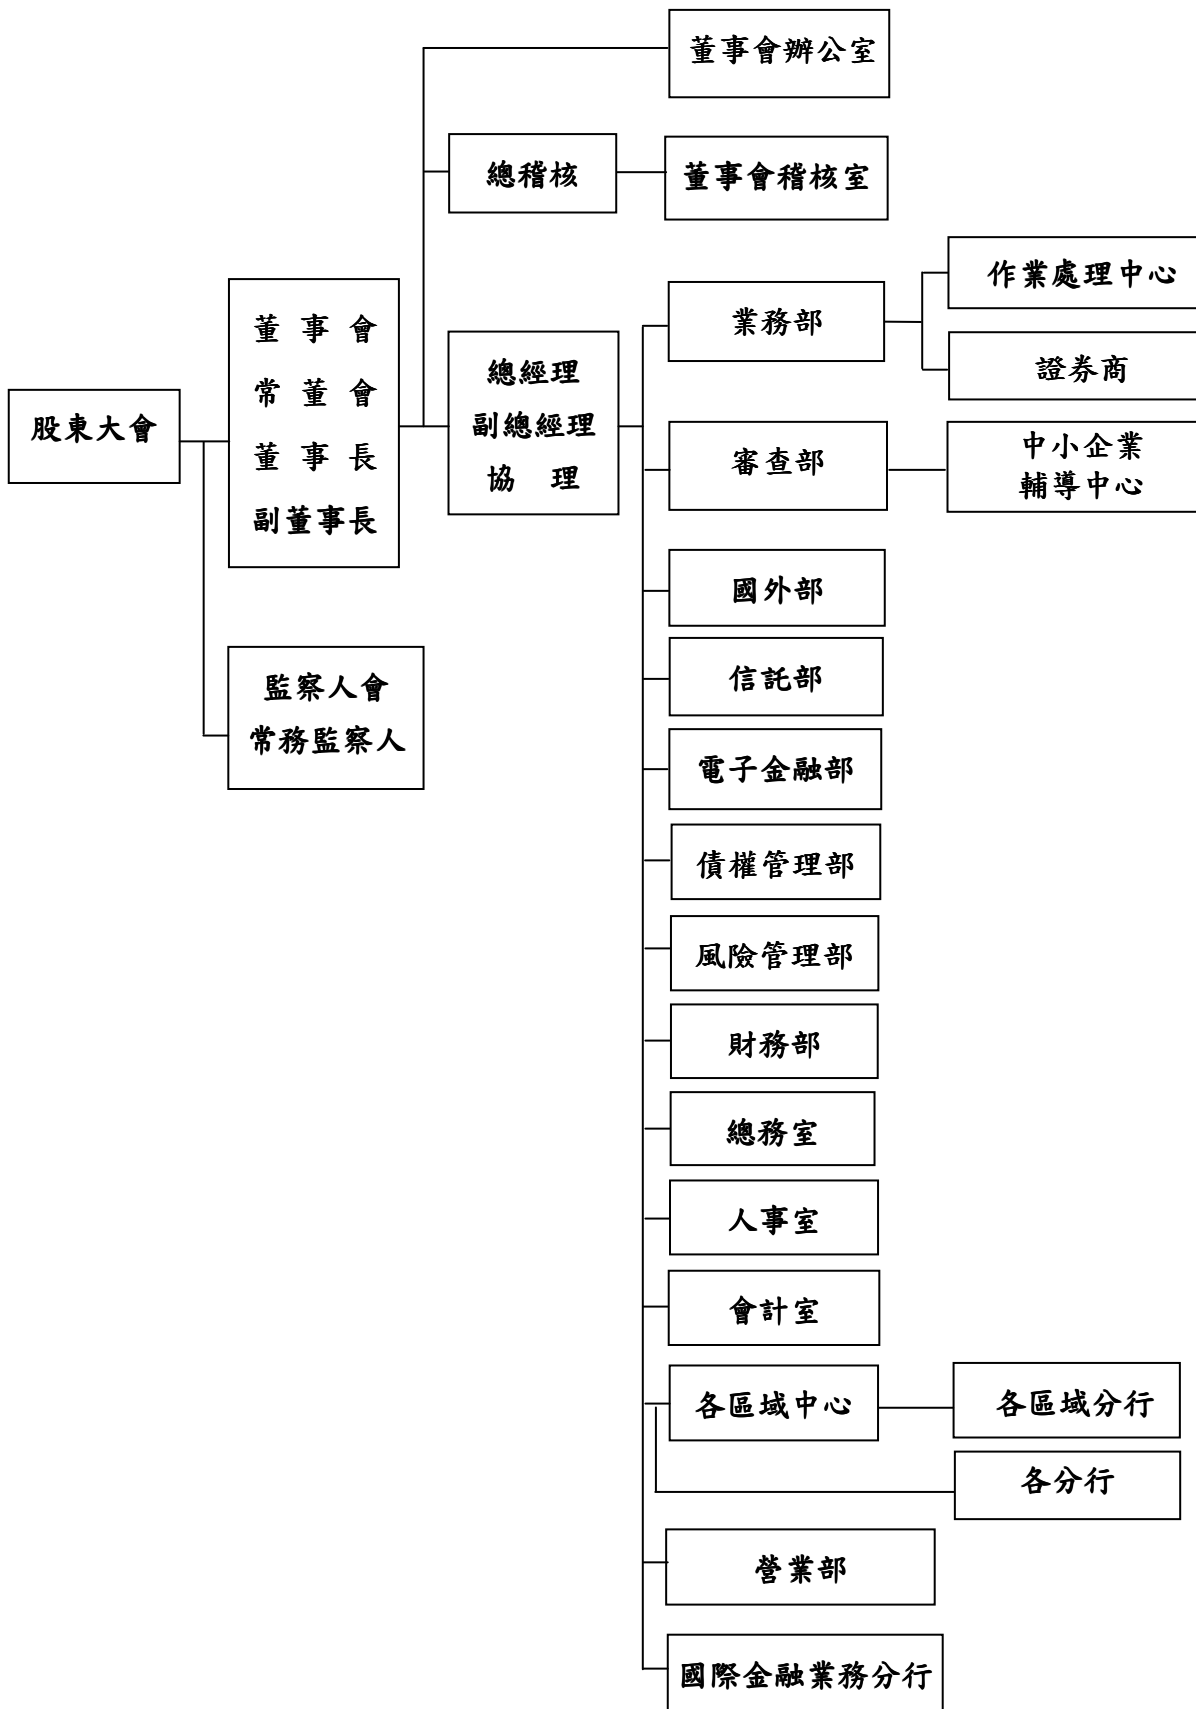 董事會辦公室
總稽核
董事會稽核室
作業處理中心
業務部
證券商
董 事 會
常 董 會
董 事 長
副董事長
總經理
副總經理
協 理
股東大會
審查部
中小企業
輔導中心
國外部
監察人會
常務監察人
信託部
電子金融部
債權管理部
風險管理部
財務部
總務室
人事室
會計室
各區域中心
各區域分行
各分行
營業部
國際金融業務分行